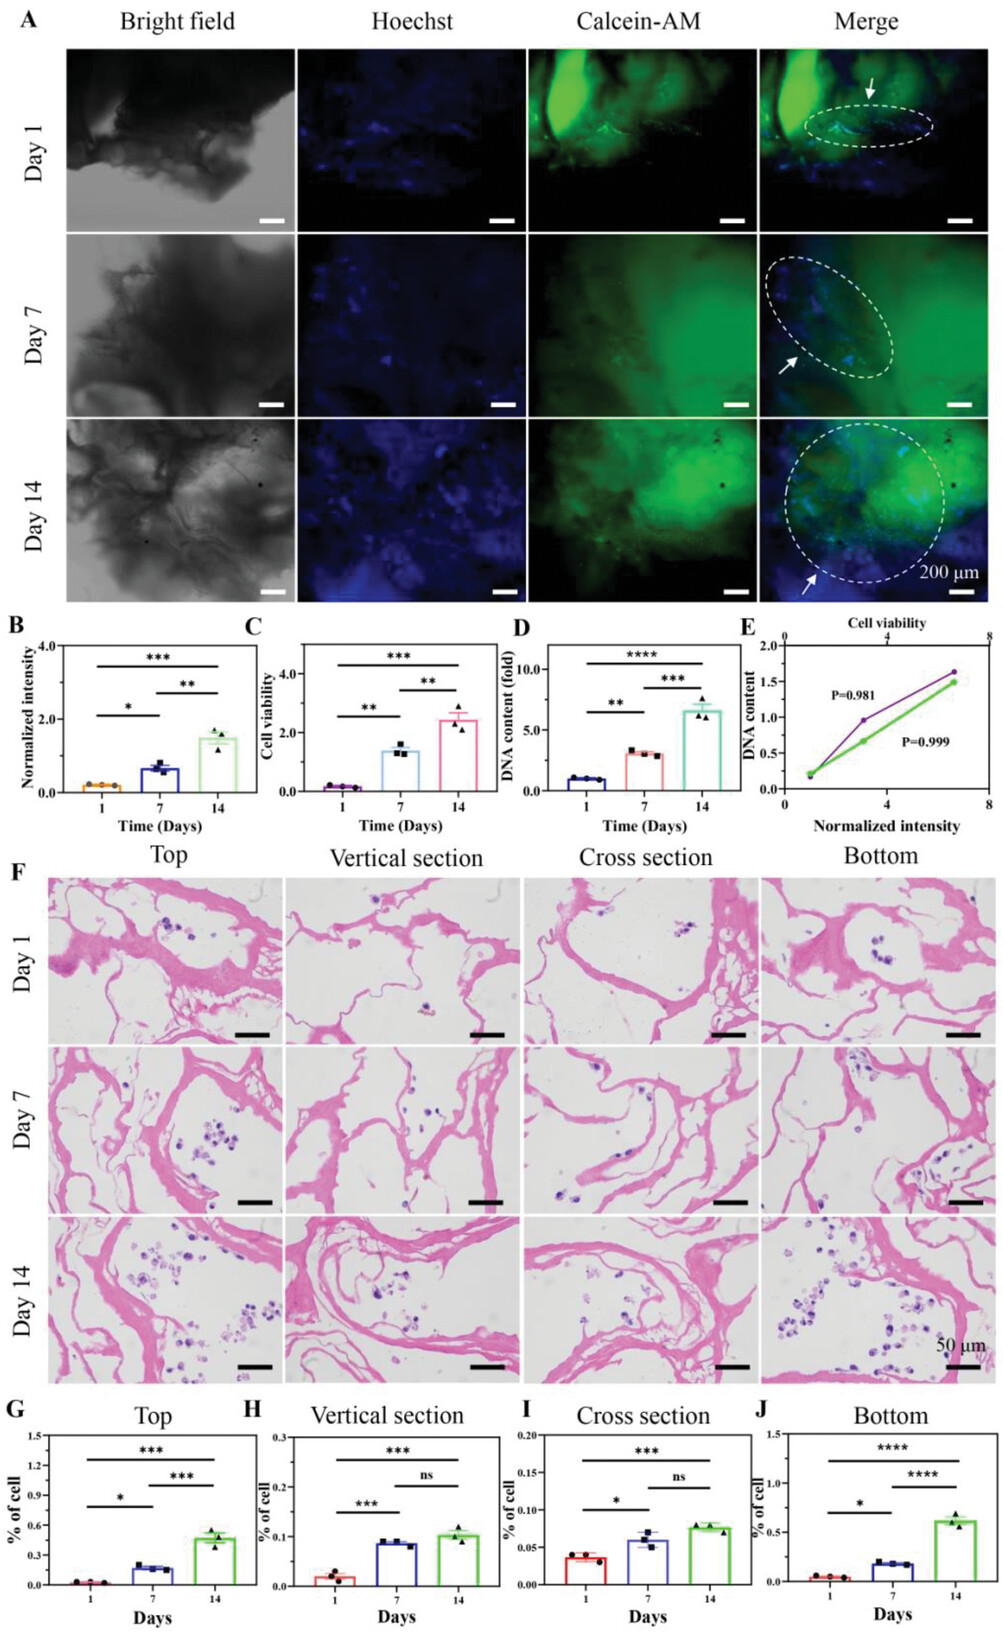 A
Bright field Hoechst Calcein-AM Merge
Day 1
Day 7
Day 14
200 μm
B
Normalized intensity
4.0
2.0
0.0
***
**
*
1 7 14
Time (Days)
C
Cell viability
4.0
2.0
0.0
***
**
**
1 7 14
Time (Days)
D
DNA content (fold)
10.0
5.0
0.0
****
***
**
1 7 14
Time (Days)
E
Cell viability
0 4 8
DNA content
2.0
1.5
1.0
0.5
0.0
P=0.981
P=0.999
0 4 8
Normalized intensity
F
Top Vertical section Cross section Bottom
Day 1
Day 7
Day 14
50 μm
G
Top
% of cell
1.5
1.2
0.9
0.6
0.3
0.0
***
***
*
1 7 14
Days
H
Vertical section
% of cell
0.3
0.2
0.1
0.0
***
ns
***
1 7 14
Days
I
Cross section
% of cell
0.20
0.15
0.10
0.05
0.00
***
ns
*
1 7 14
Days
J
Bottom
% of cell
1.5
1.0
0.5
0.0
****
****
*
1 7 14
Days